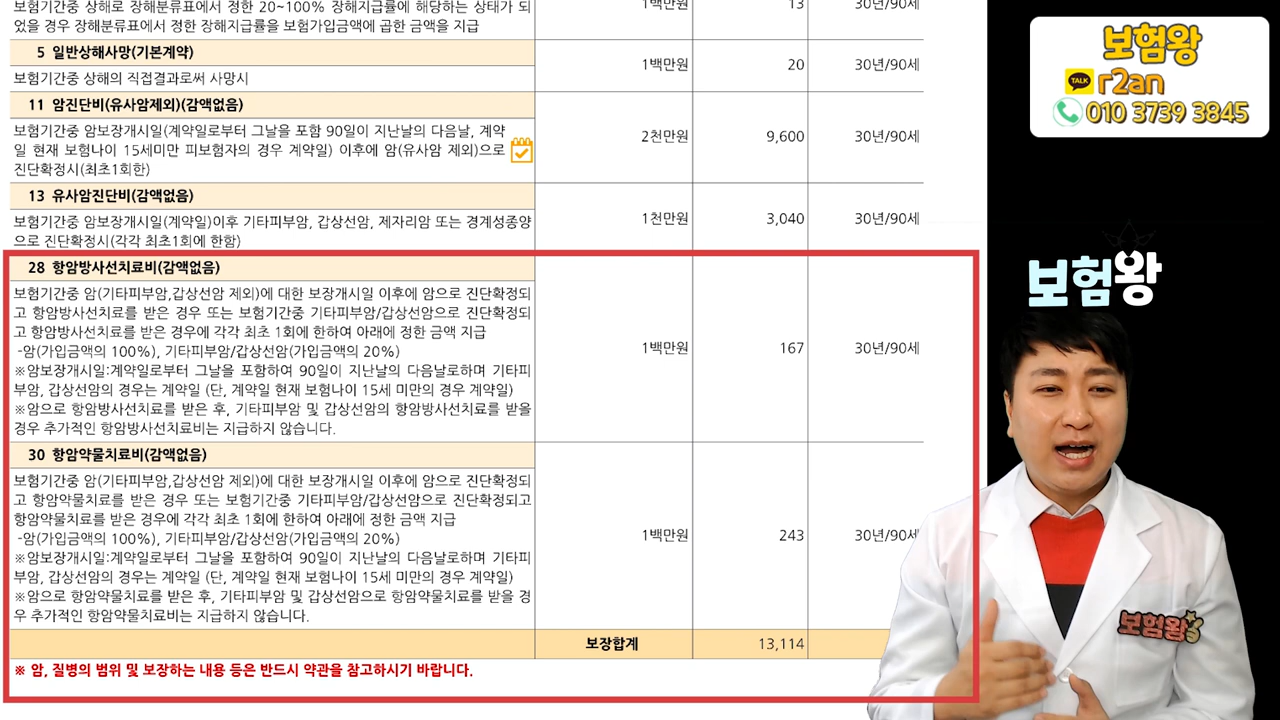 보험기간중 상해로 장해분류표에서 정한 20~100% 장해지급률에 해당하는 상태가 되
었을 경우 장해분류표에서 정한 장해지급률을 보험가입금액에 곱한 금액을 지급
1백만원 13 30년/90세
5 일반상해사망(기본계약)
보험기간중 상해의 직접결과로써 사망시
1백만원 20 30년/90세
11 암진단비(유사암제외)(감액없음)
보험기간중 암보장개시일(계약일로부터 그날을 포함 90일이 지난날의 다음날, 계약
일 현재 보험나이 15세미만 피보험자의 경우 계약일) 이후에 암(유사암 제외)으로
진단확정시(최초1회한)
2천만원 9,600 30년/90세
13 유사암진단비(감액없음)
보험기간중 암보장개시일(계약일)이후 기타피부암, 갑상선암, 제자리암 또는 경계성종양
으로 진단확정시(각각 최초1회에 한함)
1천만원 3,040 30년/90세
28 항암방사선치료비(감액없음)
보험기간중 암(기타피부암,갑상선암 제외)에 대한 보장개시일 이후에 암으로 진단확정되
고 항암방사선치료를 받은 경우 또는 보험기간중 기타피부암/갑상선암으로 진단확정되
고 항암방사선치료를 받은 경우에 각각 최초 1회에 한하여 아래에 정한 금액 지급
-암(가입금액의 100%), 기타피부암/갑상선암(가입금액의 20%)
※암보장개시일:계약일로부터 그날을 포함하여 90일이 지난날의 다음날로하며 기타피
부암, 갑상선암의 경우는 계약일 (단, 계약일 현재 보험나이 15세 미만의 경우 계약일)
※암으로 항암방사선치료를 받은 후, 기타피부암 및 갑상선암의 항암방사선치료를 받을
경우 추가적인 항암방사선치료비는 지급하지 않습니다.
1백만원 167 30년/90세
30 항암약물치료비(감액없음)
보험기간중 암(기타피부암,갑상선암 제외)에 대한 보장개시일 이후에 암으로 진단확정되
고 항암약물치료를 받은 경우 또는 보험기간중 기타피부암/갑상선암으로 진단확정되고
항암약물치료를 받은 경우에 각각 최초 1회에 한하여 아래에 정한 금액 지급
-암(가입금액의 100%), 기타피부암/갑상선암(가입금액의 20%)
※암보장개시일:계약일로부터 그날을 포함하여 90일이 지난날의 다음날로하며 기타피
부암, 갑상선암의 경우는 계약일 (단, 계약일 현재 보험나이 15세 미만의 경우 계약일)
※암으로 항암약물치료를 받은 후, 기타피부암 및 갑상선암으로 항암약물치료를 받을 경
우 추가적인 항암약물치료비는 지급하지 않습니다.
1백만원 243 30년/90세
보장합계 13,114
※ 암, 질병의 범위 및 보장하는 내용 등은 반드시 약관을 참고하시기 바랍니다.
보험왕
TALK r2an
010 3739 3845
보험왕
보험왕